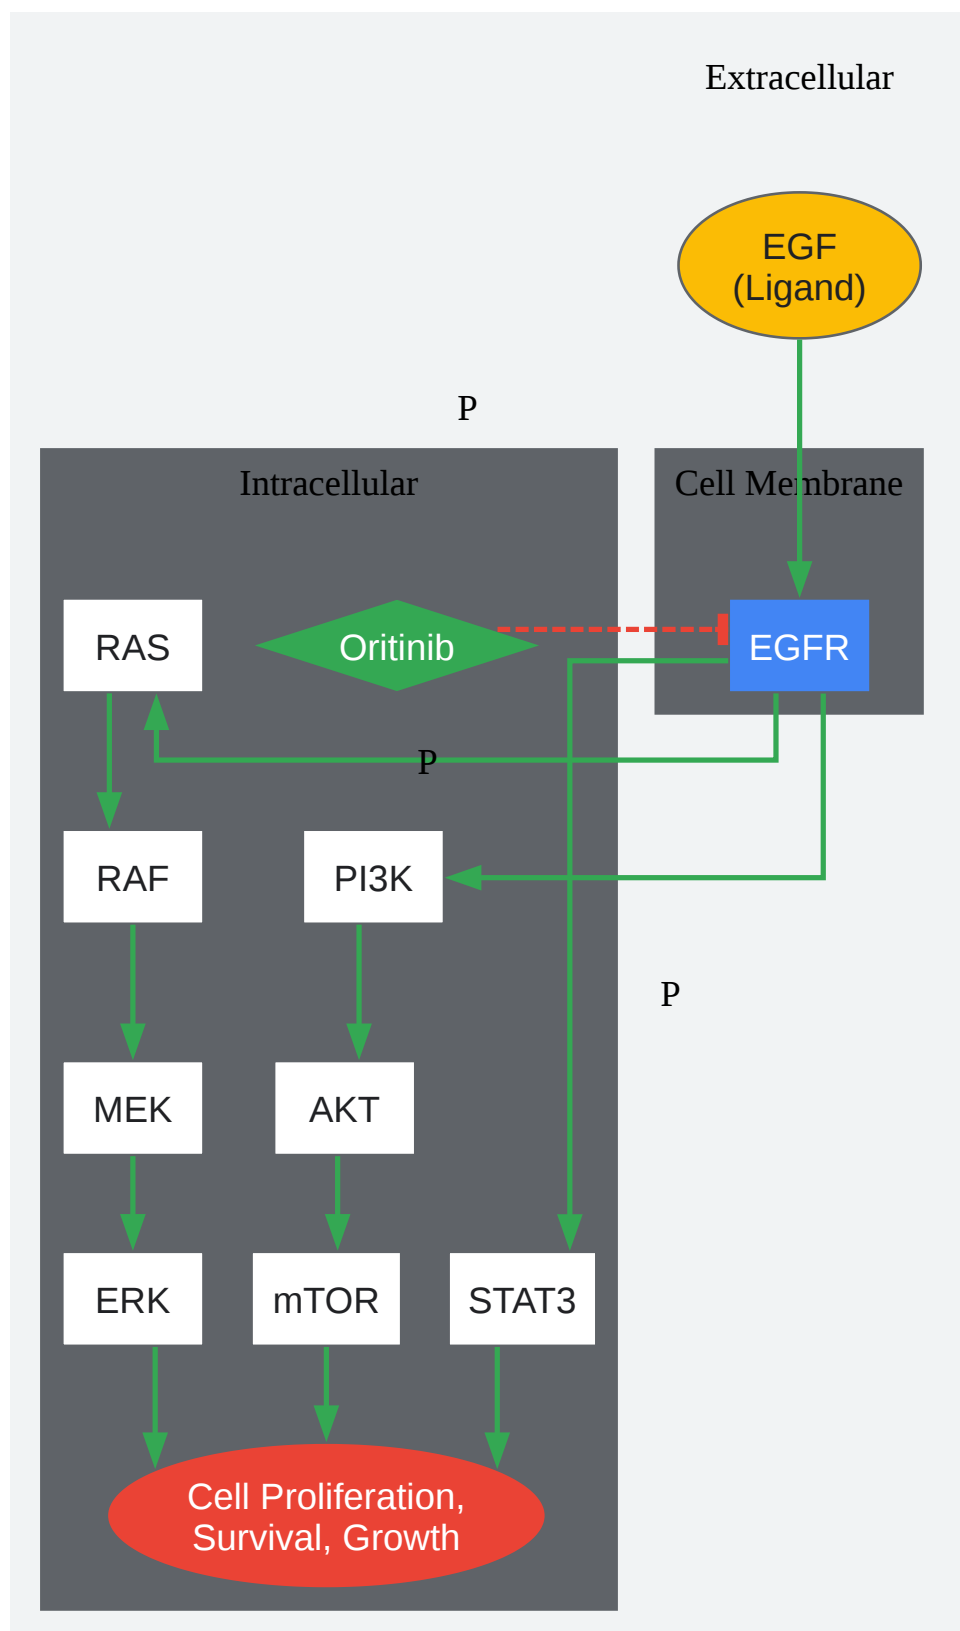 Extracellular
EGF
(Ligand)
P
Intracellular
Cell Membrane
RAS
Oritinib
EGFR
P
RAF
PI3K
P
MEK
AKT
ERK
mTOR
STAT3
Cell Proliferation,
Survival, Growth